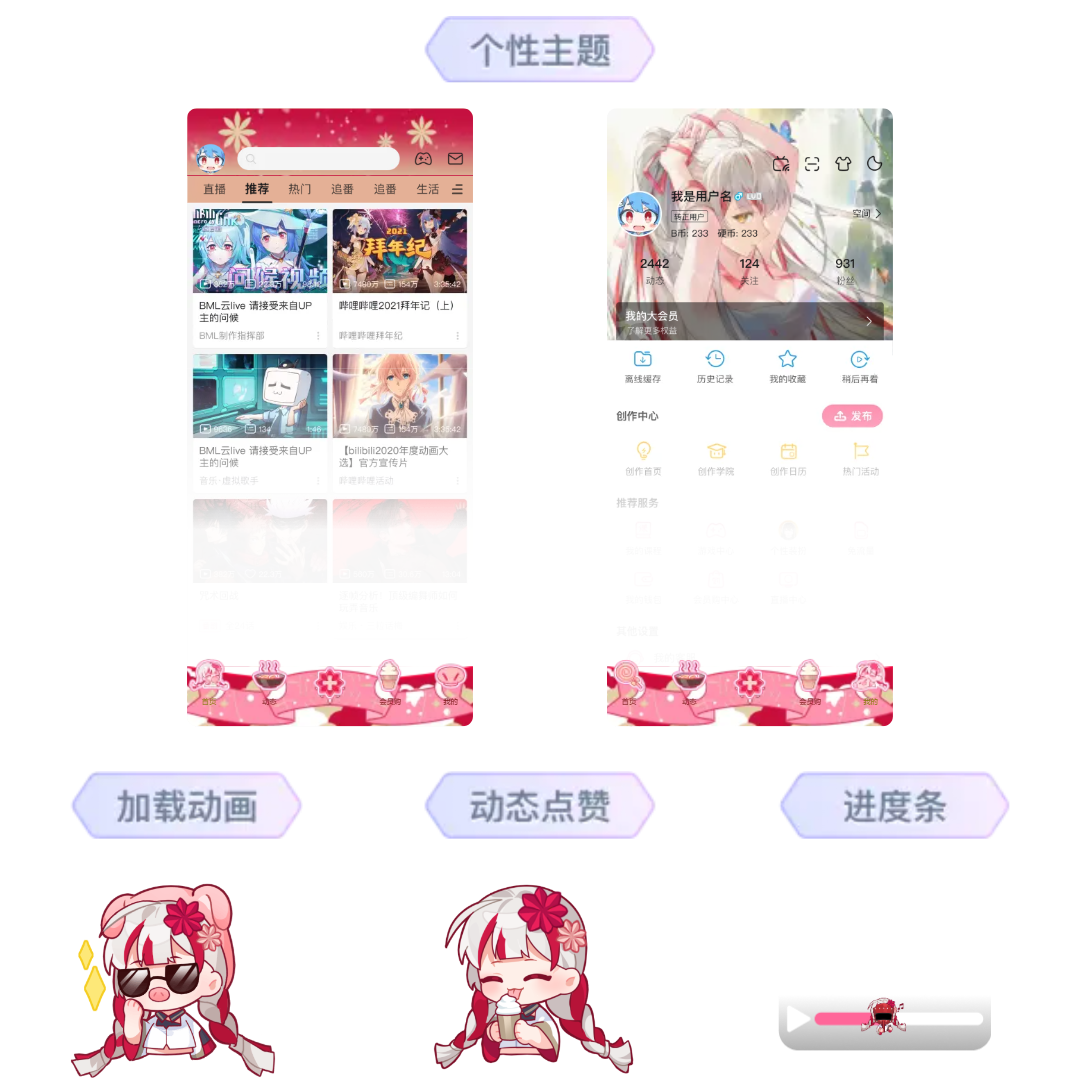 个性主题
直播 推荐 热门 追番 追番 生活
2021
拜年纪
问候视频
7460万 154万 3:35:42
BML云live 请接受来自UP
主的问候
BML制作指挥部
哔哩哔哩2021拜年记（上）
哔哩哔哩拜年纪
9686 134 1:46
7460万 154万 3:35:42
BML云live 请接受来自UP
主的问候
音乐·虚拟歌手
【bilibili2020年度动画大
选】官方宣传片
哔哩哔哩活动
首页 动态 会员购 我的
我是用户名
转正用户
B币: 233 硬币: 233
空间
2442 124 931
动态 关注 粉丝
我的大会员
了解更多权益
离线缓存 历史记录 我的收藏 稍后再看
创作中心 发布
创作首页 创作学院 创作日历 热门活动
推荐服务
首页 动态 会员购 我的
加载动画 动态点赞 进度条